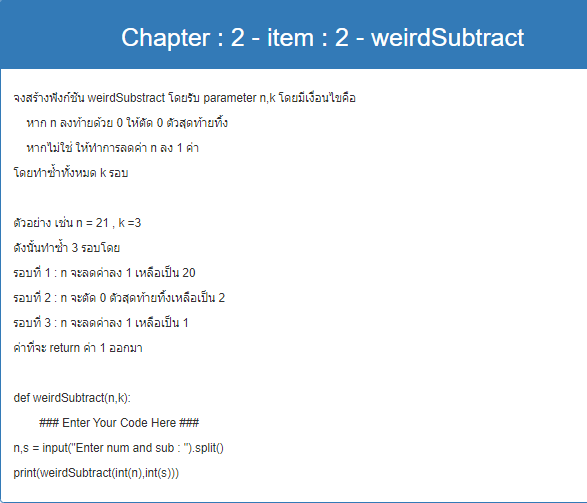 Chapter : 2 - item : 2 - weirdSubtract
จงสร้างฟังก์ชัน weirdSubstract โดยรับ parameter n,k โดยมีเงื่อนไขคือ
หาก n ลงท้ายด้วย 0 ให้ตัด 0 ตัวสุดท้ายทิ้ง
หากไม่ใช่ ให้ทำการลดค่า n ลง 1 ค่า
โดยทำซ้ำทั้งหมด k รอบ
ตัวอย่าง เช่น n = 21 , k =3
ดังนั้นทำซ้ำ 3 รอบโดย
รอบที่ 1 : n จะลดค่าลง 1 เหลือเป็น 20
รอบที่ 2 : n จะตัด 0 ตัวสุดท้ายทิ้งเหลือเป็น 2
รอบที่ 3 : n จะลดค่าลง 1 เหลือเป็น 1
ค่าที่จะ return ค่า 1 ออกมา
def weirdSubtract(n,k):
### Enter Your Code Here ###
n,s = input("Enter num and sub : ").split()
print(weirdSubtract(int(n),int(s)))